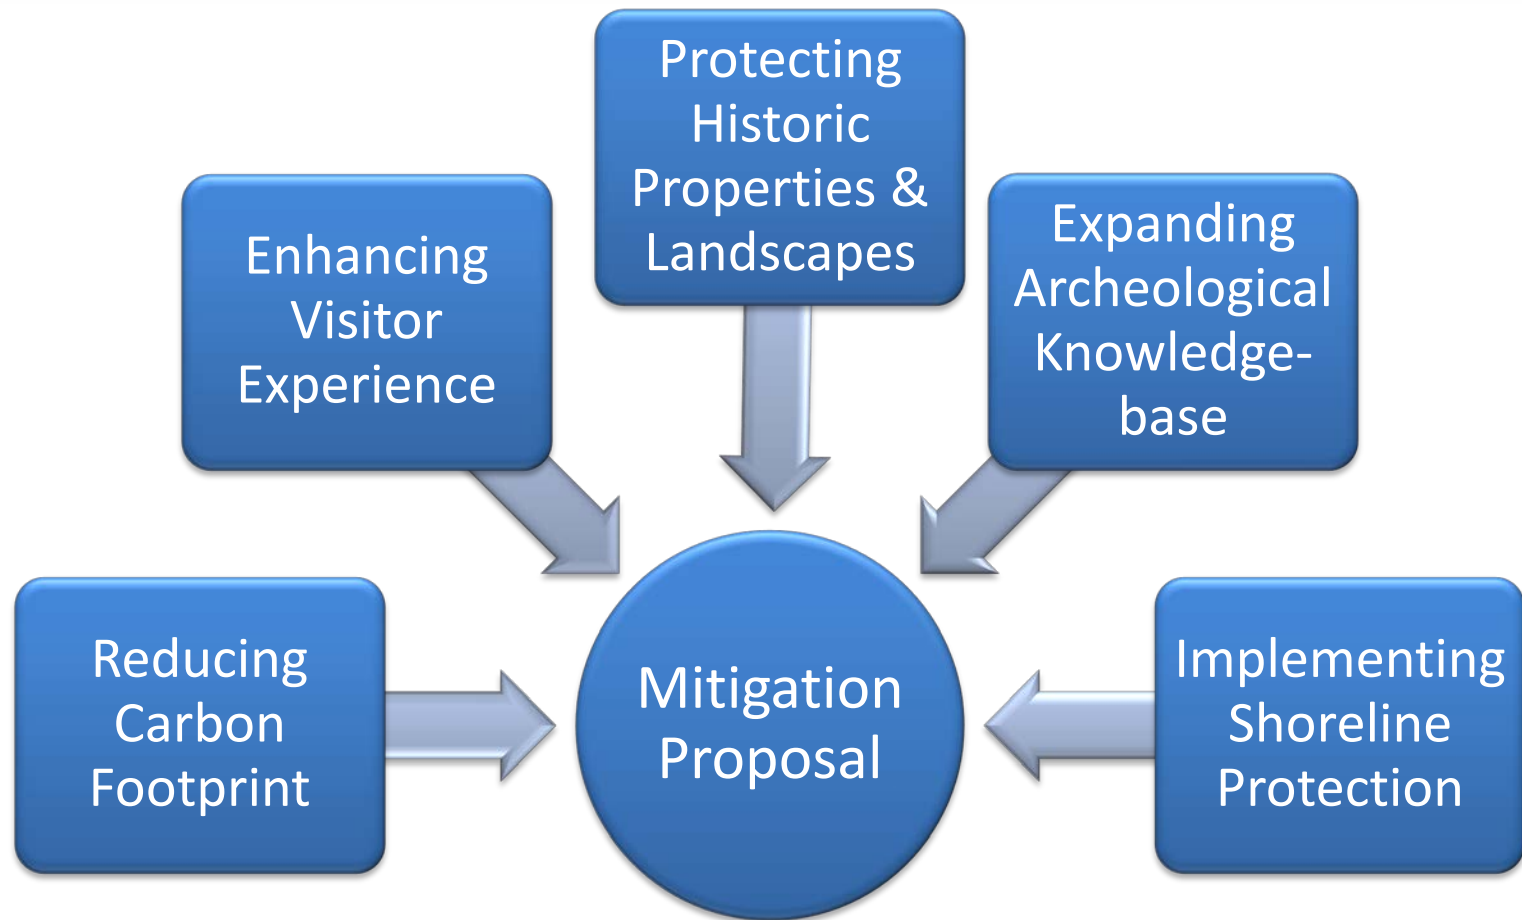 Protecting
Historic
Properties &
Landscapes
Enhancing
Visitor
Experience
Expanding
Archeological
Knowledge-
base
Reducing
Carbon
Footprint
Mitigation
Proposal
Implementing
Shoreline
Protection